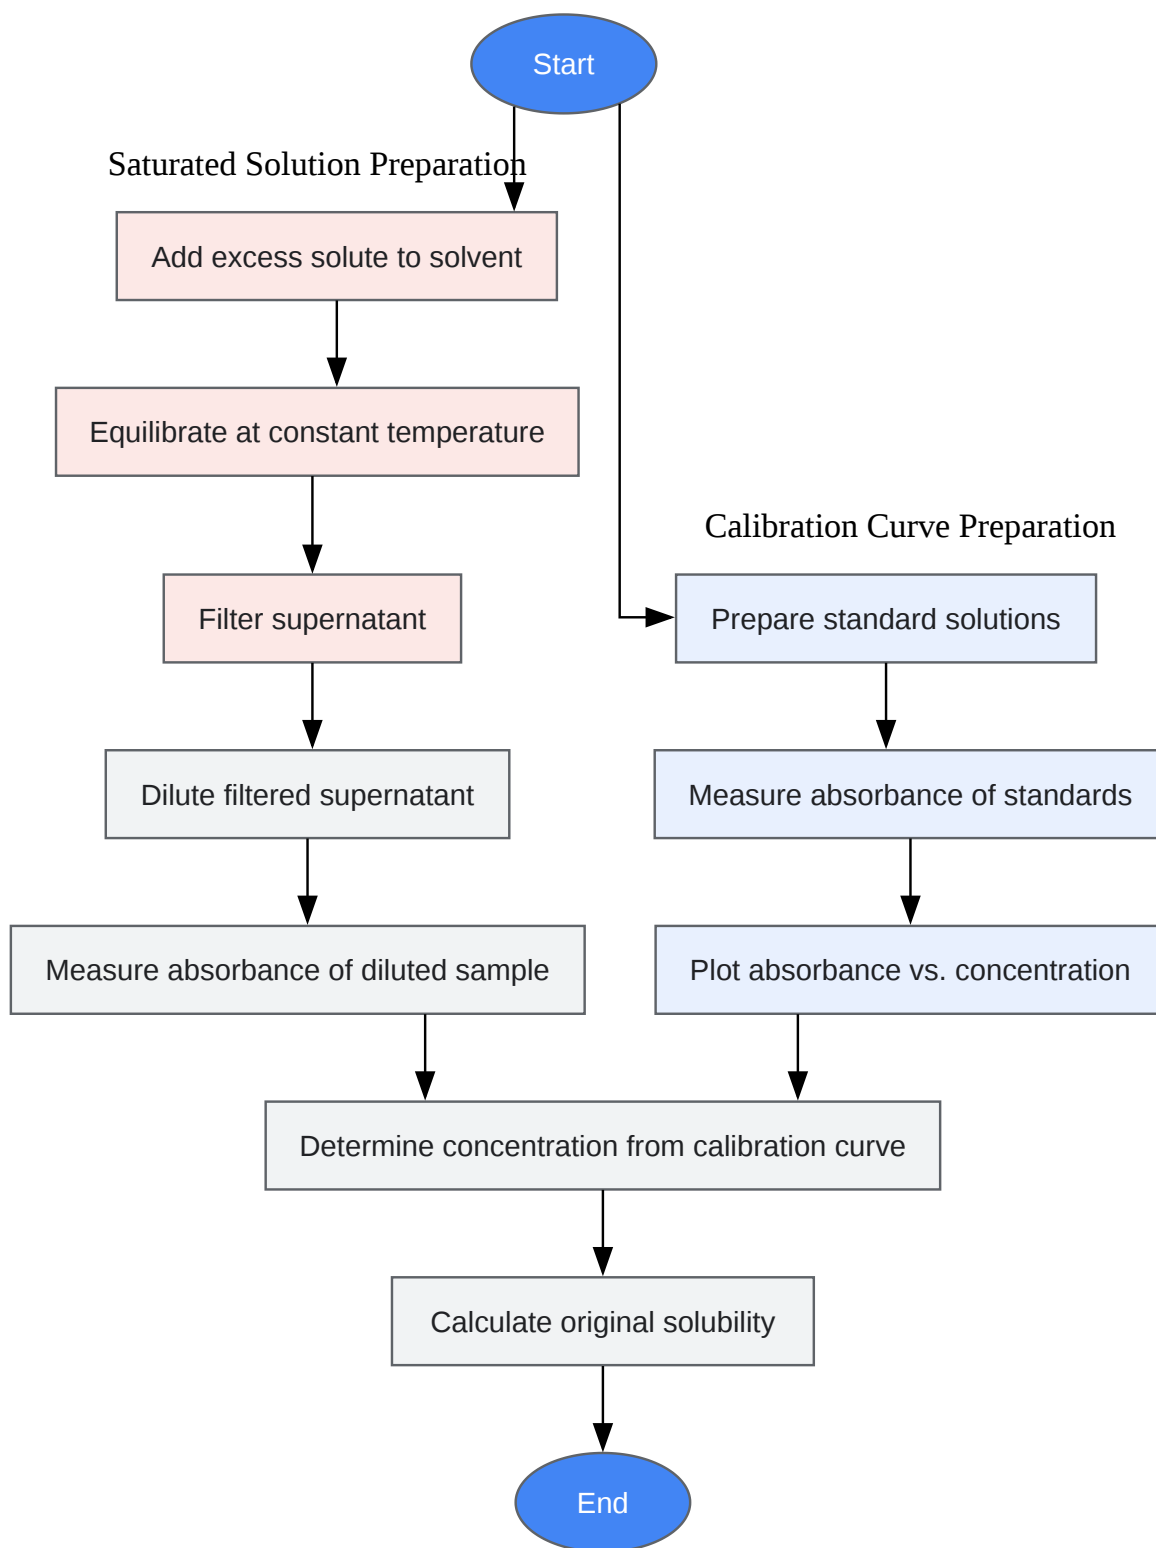 Start
Saturated Solution Preparation
Add excess solute to solvent
Equilibrate at constant temperature
Calibration Curve Preparation
Filter supernatant
Prepare standard solutions
Dilute filtered supernatant
Measure absorbance of standards
Measure absorbance of diluted sample
Plot absorbance vs. concentration
Determine concentration from calibration curve
Calculate original solubility
End